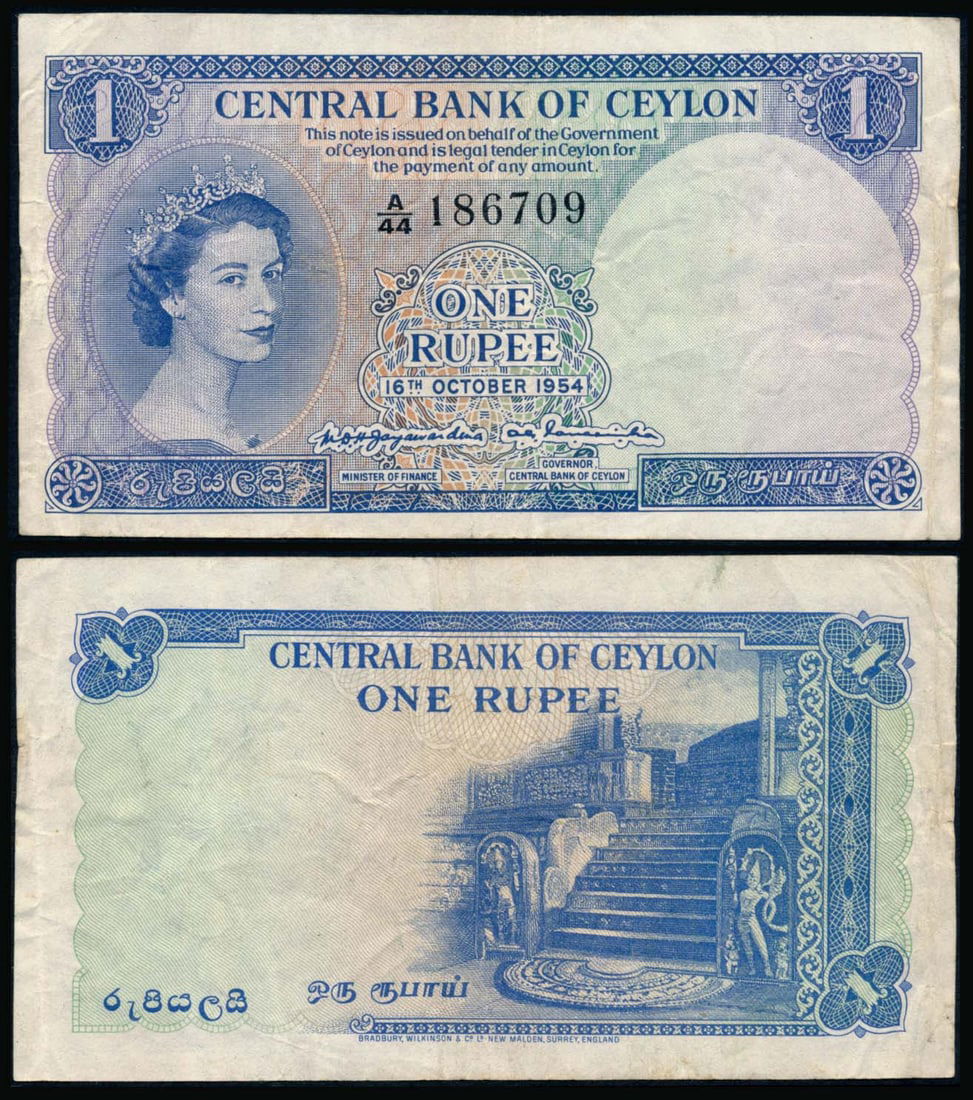 1 1
CENTRAL BANK OF CEYLON
This note is issued on behalf of the Government
of Ceylon and is legal tender in Ceylon for
the payment of any amount.
A/44 186709
ONE
RUPEE
16TH OCTOBER 1954
MINISTER OF FINANCE
GOVERNOR
CENTRAL BANK OF CEYLON
රුපියලයි
ஒரு ரூபாய்
CENTRAL BANK OF CEYLON
ONE RUPEE
1 1
රුපියලයි
ஒரு ரூபாய்
1
BRADBURY, WILKINSON & Co. Ld. NEW MALDEN, SURREY, ENGLAND